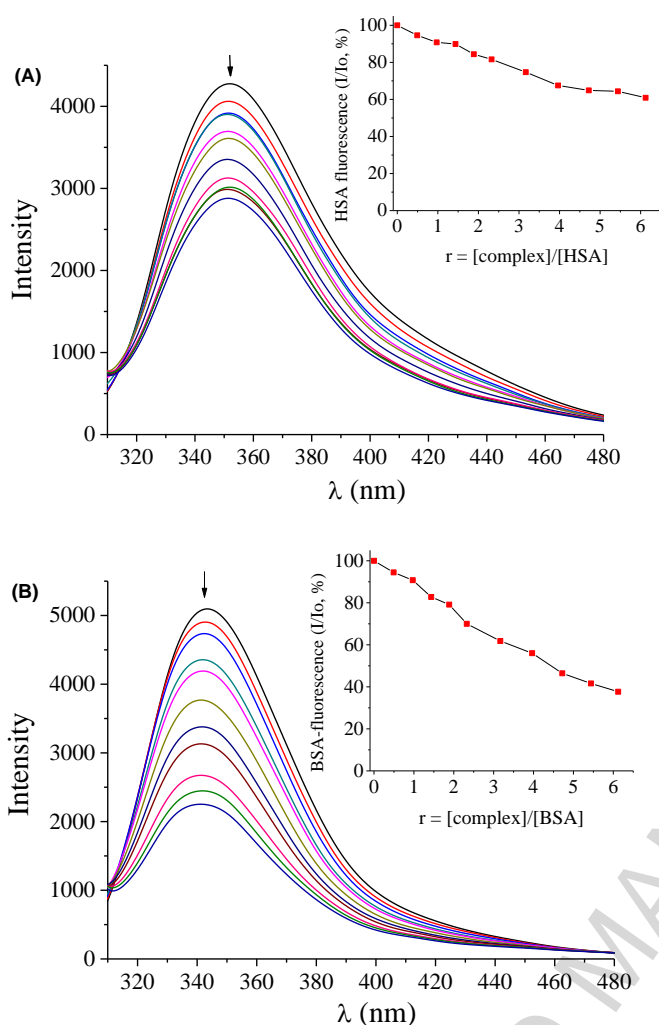 (A)
4000
3000
2000
1000
0
Intensity
320 340 360 380 400 420 440 460 480
λ (nm)
100
80
60
40
20
0
HSA fluorescence (I/Io, %)
0 1 2 3 4 5 6
r = [complex]/[HSA]
(B)
5000
4000
3000
2000
1000
0
Intensity
320 340 360 380 400 420 440 460 480
λ (nm)
100
80
60
40
20
0
BSA-fluorescence (I/Io, %)
0 1 2 3 4 5 6
r = [complex]/[BSA]